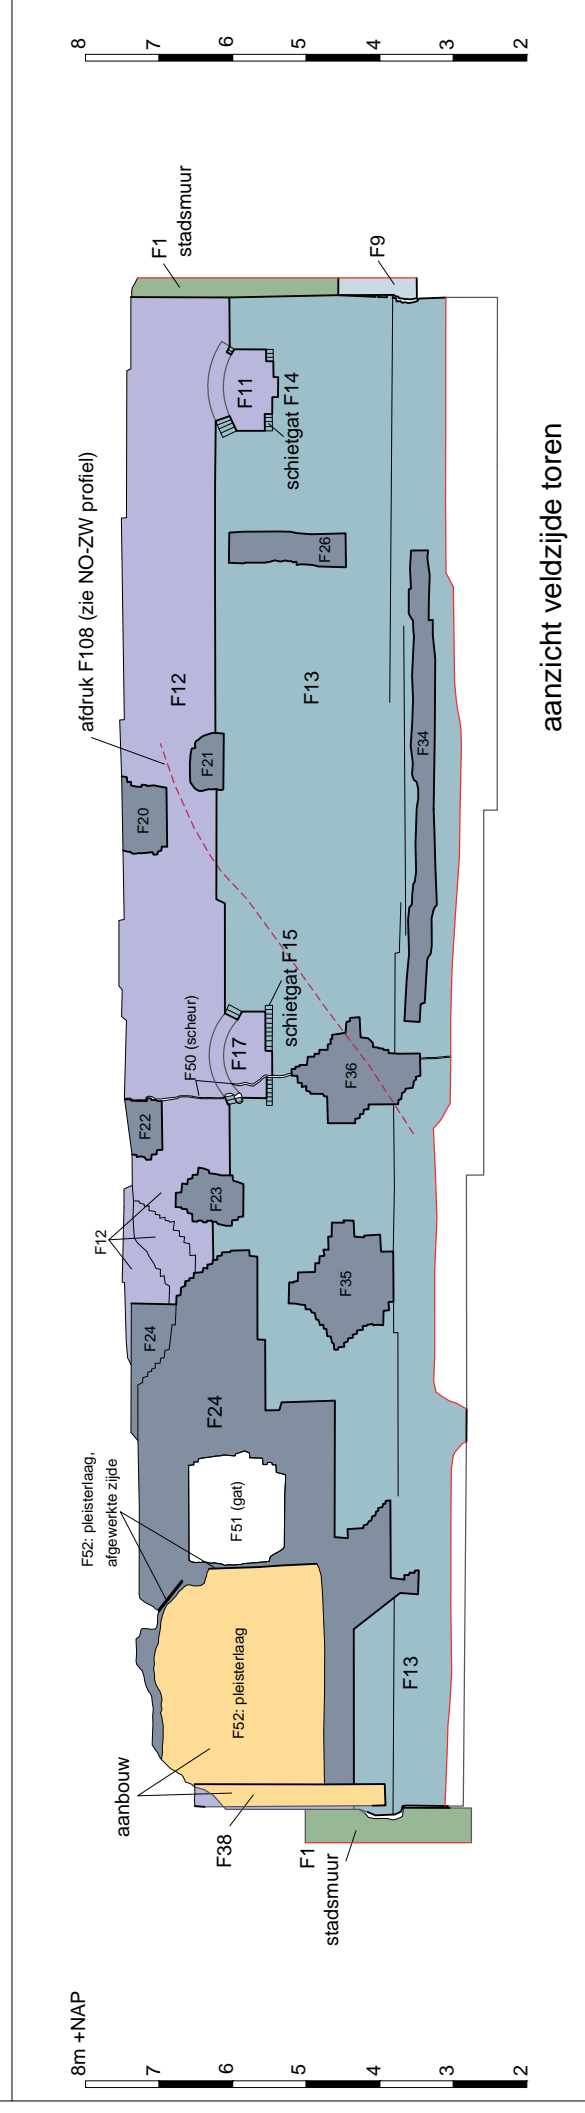 8m +NAP
7
6
5
4
3
2
8
7
6
5
4
3
2
F1
stadsmuur
F38
aanbouw
F52: pleisterlaag
F52: pleisterlaag,
afgewerkte zijde
F51 (gat)
F24
F24
F12
F13
F35
F23
F22
F36
F50 (scheur)
F17
schietgat F15
F20
F21
F34
afdruk F108 (zie NO-ZW profiel)
F12
F13
F26
schietgat F14
F11
F1
stadsmuur
F9
aanzicht veldzijde toren